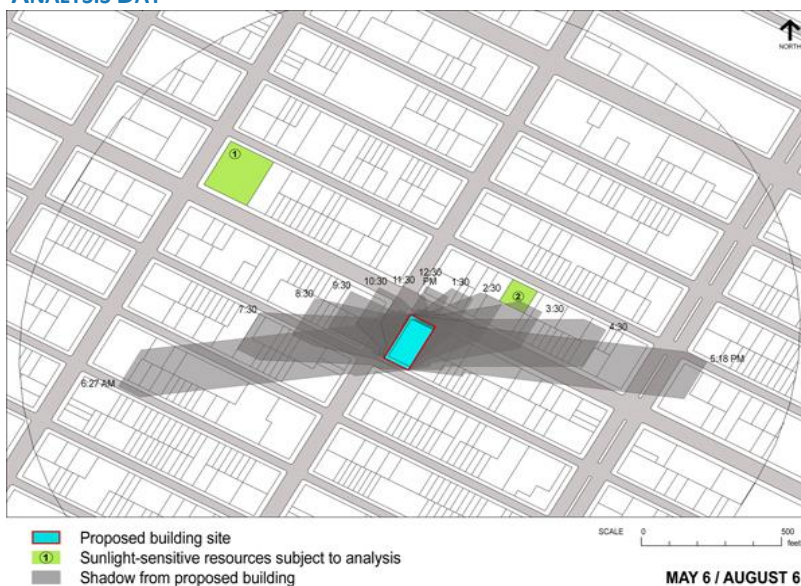 ANALYSIS DAY
NORTH
①
12:30
PM
11:30
1:30
10:30
2:30
9:30
②
8:30
3:30
7:30
4:30
5:18 PM
6:27 AM
Proposed building site
SCALE 0 500
feet
① Sunlight-sensitive resources subject to analysis
Shadow from proposed building
MAY 6 / AUGUST 6